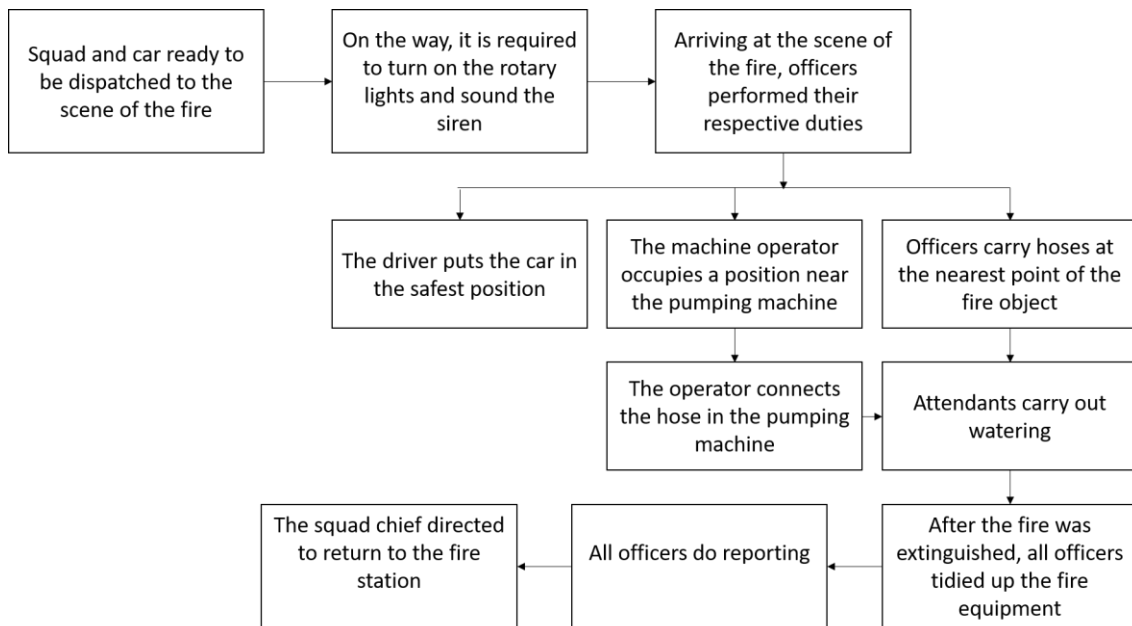 Squad and car ready to
be dispatched to the
scene of the fire
On the way, it is required
to turn on the rotary
lights and sound the
siren
Arriving at the scene of
the fire, officers
performed their
respective duties
The driver puts the car in
the safest position
The machine operator
occupies a position near
the pumping machine
Officers carry hoses at
the nearest point of the
fire object
The operator connects
the hose in the pumping
machine
Attendants carry out
watering
After the fire was
extinguished, all officers
tidied up the fire
equipment
All officers do reporting
The squad chief directed
to return to the fire
station